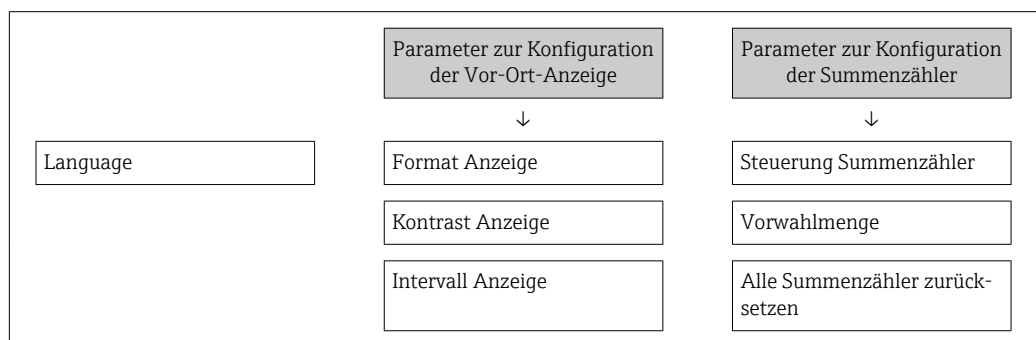 Parameter zur Konfiguration
der Vor-Ort-Anzeige
Parameter zur Konfiguration
der Summenzähler
↓
↓
Language
Format Anzeige
Steuerung Summenzähler
Kontrast Anzeige
Vorwahlmenge
Intervall Anzeige
Alle Summenzähler zurück-
setzen